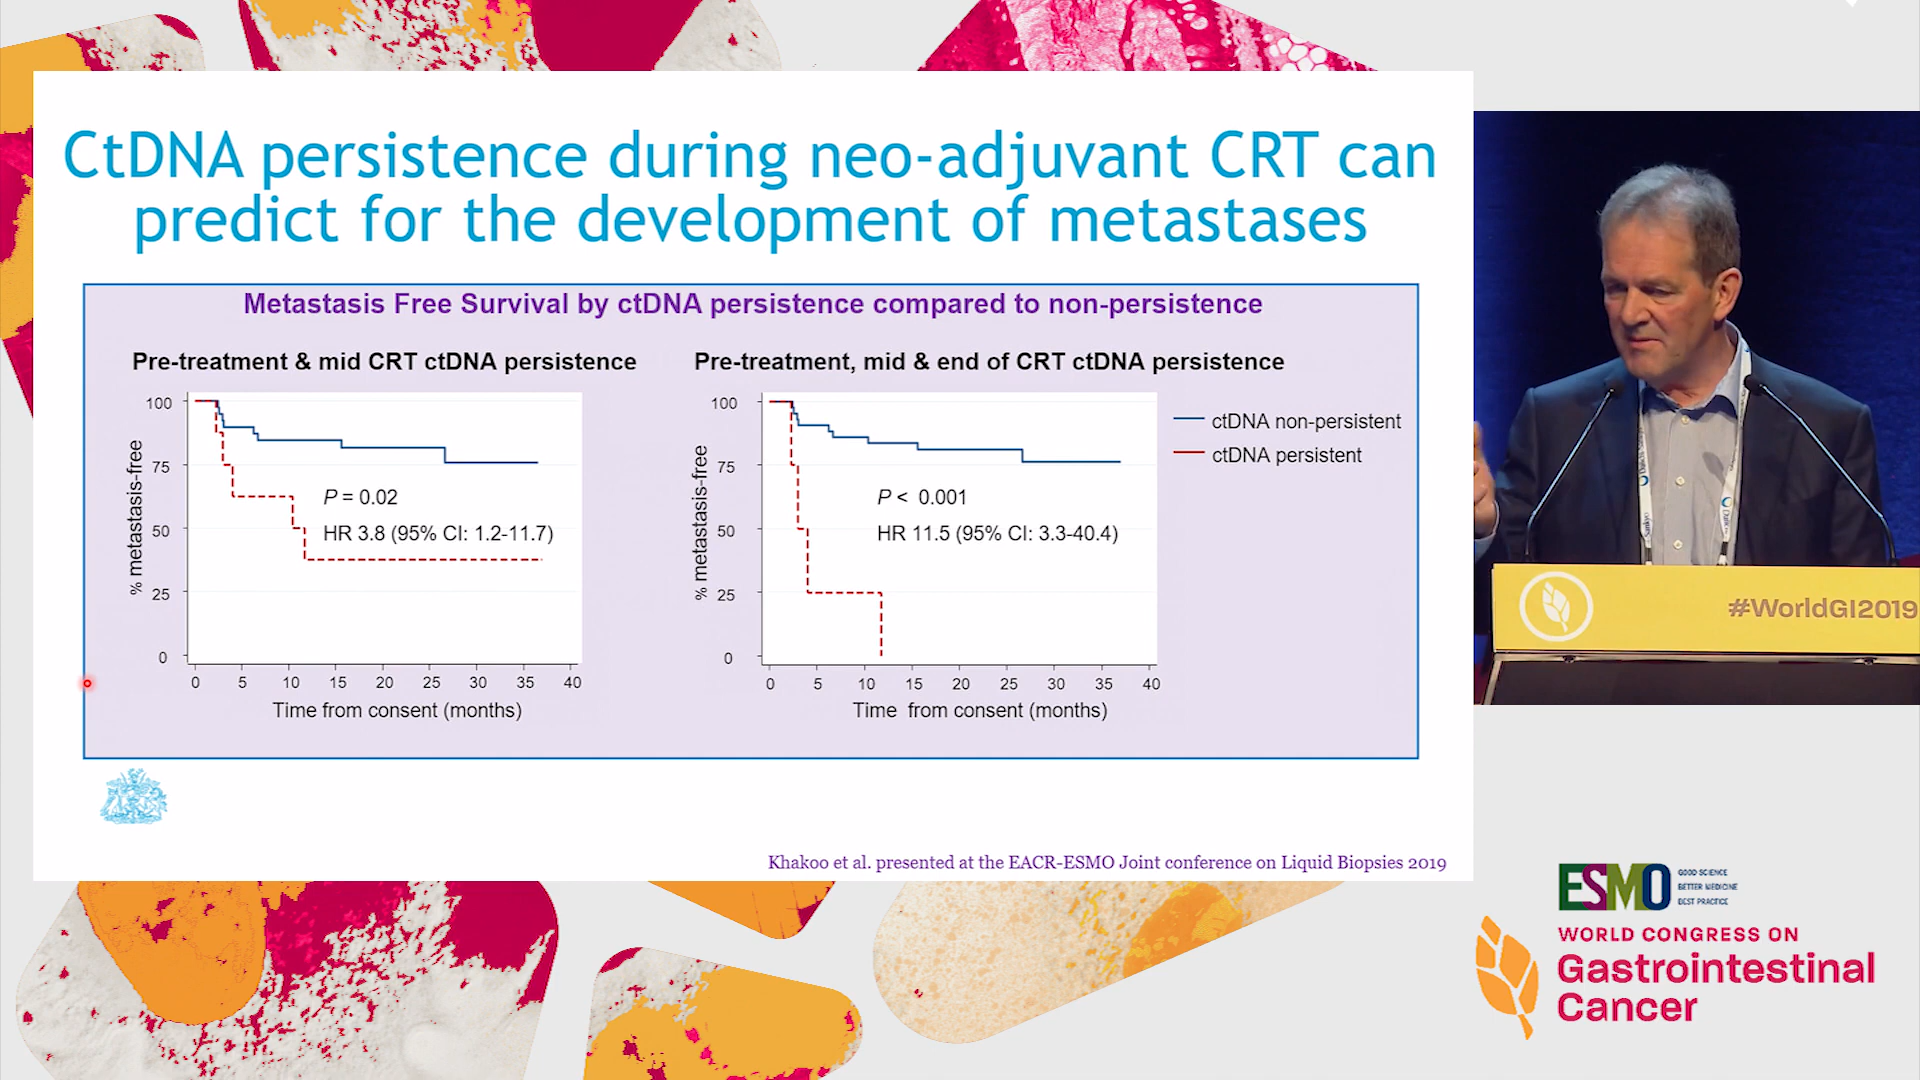 CtDNA persistence during neo-adjuvant CRT can
predict for the development of metastases
Metastasis Free Survival by ctDNA persistence compared to non-persistence
Pre-treatment & mid CRT ctDNA persistence
% metastasis-free
100
75
50
25
0
P = 0.02
HR 3.8 (95% CI: 1.2-11.7)
0 5 10 15 20 25 30 35 40
Time from consent (months)
Pre-treatment, mid & end of CRT ctDNA persistence
% metastasis-free
100
75
50
25
0
P < 0.001
HR 11.5 (95% CI: 3.3-40.4)
0 5 10 15 20 25 30 35 40
Time from consent (months)
ctDNA non-persistent
ctDNA persistent
Khakoo et al. presented at the EACR-ESMO Joint conference on Liquid Biopsies 2019
#WorldGI2019
ESMO
GOOD SCIENCE
BETTER MEDICINE
BEST PRACTICE
WORLD CONGRESS ON
Gastrointestinal
Cancer